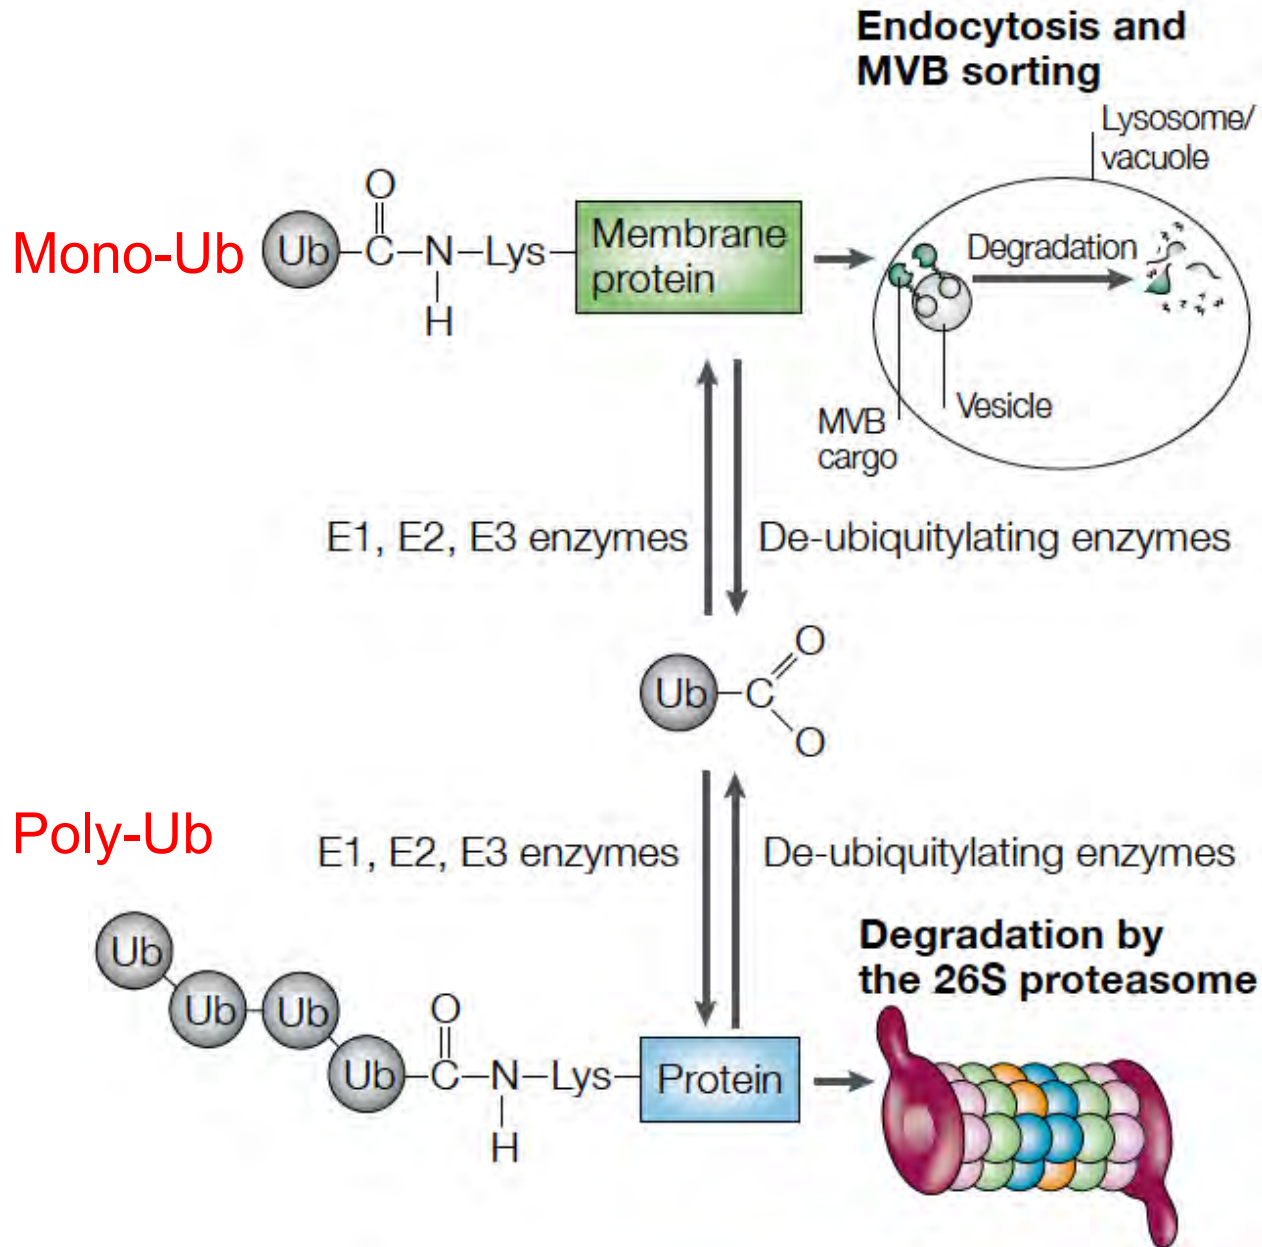 Endocytosis and
MVB sorting
Lysosome/
vacuole
Mono-Ub
Ub
O
C
N
H
Lys
Membrane
protein
Degradation
MVB
cargo
Vesicle
E1, E2, E3 enzymes
De-ubiquitylating enzymes
Ub
C
O
O
Poly-Ub
E1, E2, E3 enzymes
De-ubiquitylating enzymes
Degradation by
the 26S proteasome
Ub
Ub
Ub
Ub
O
C
N
H
Lys
Protein